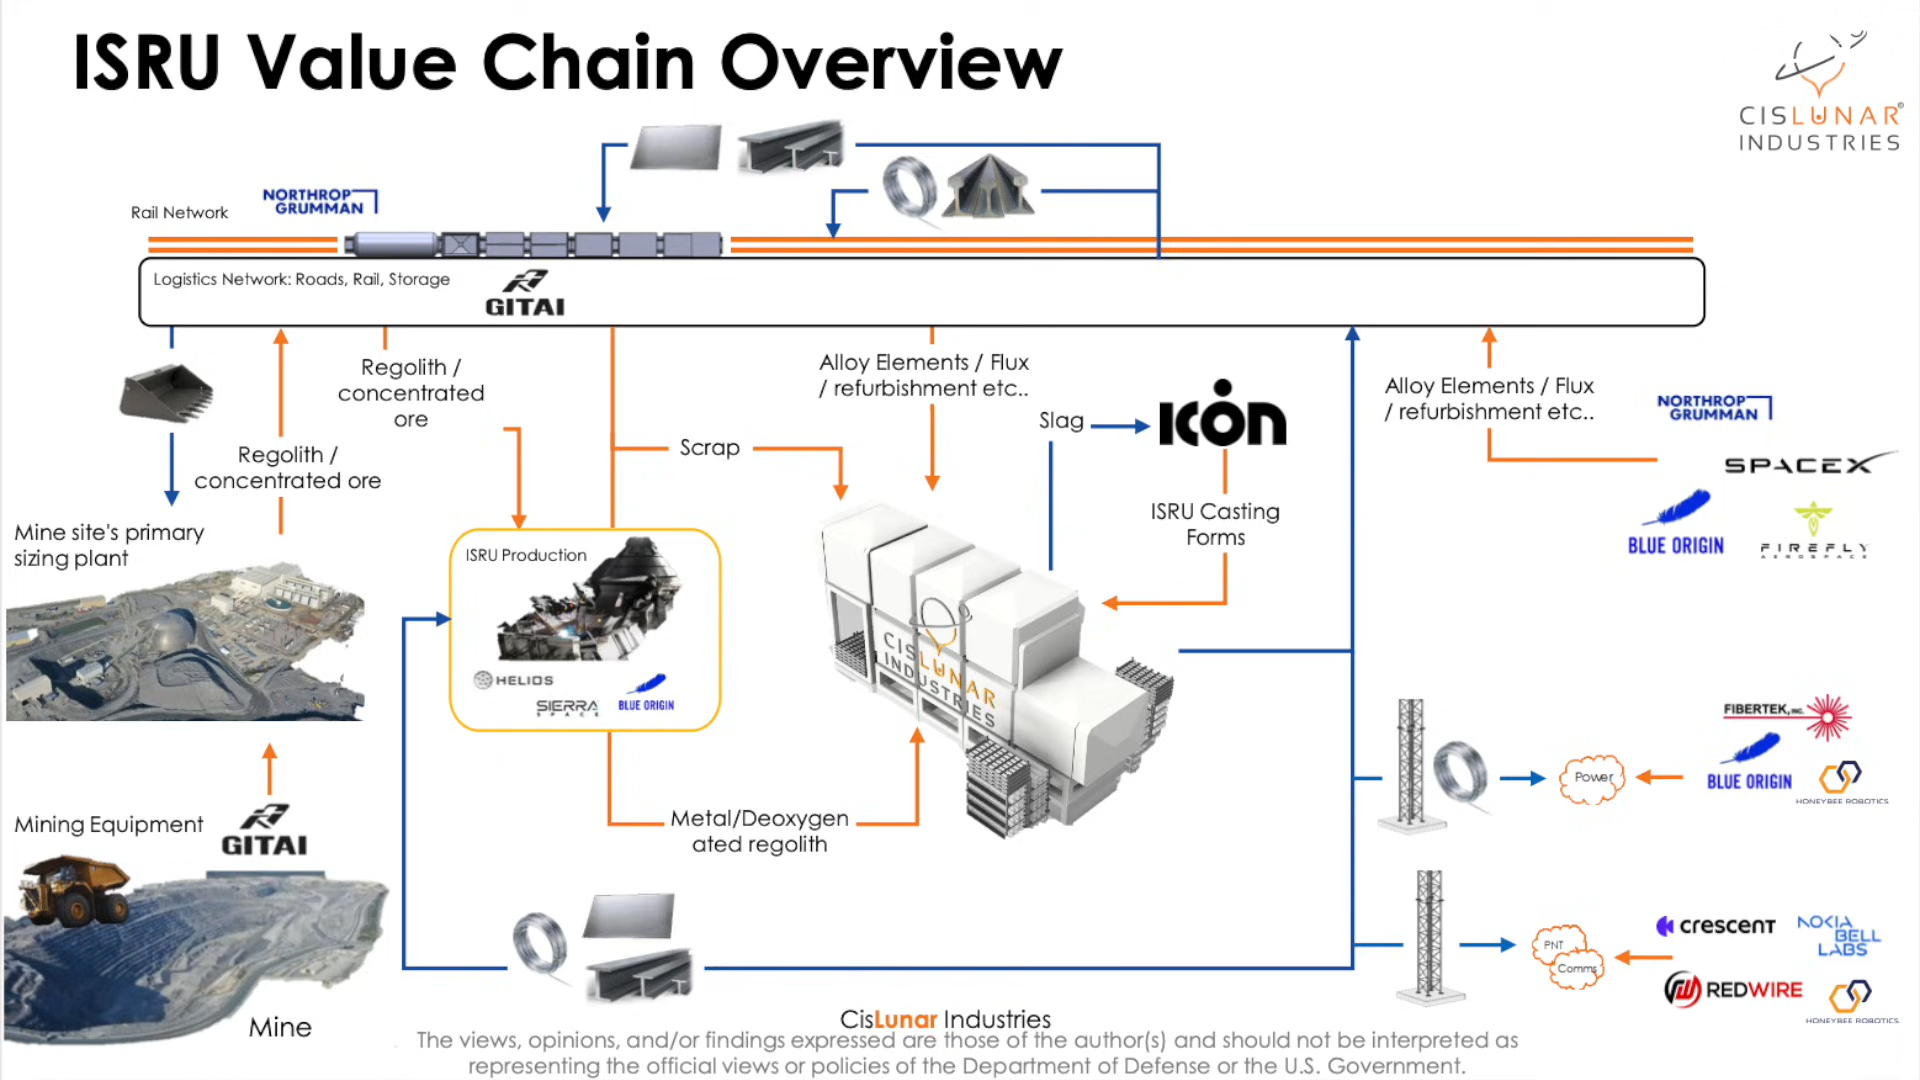 ISRU Value Chain Overview
CISLUNAR®
INDUSTRIES
Rail Network
NORTHROP
GRUMMAN
Logistics Network: Roads, Rail, Storage
GITAI
Regolith /
concentrated
ore
Regolith /
concentrated ore
Scrap
Alloy Elements / Flux
/ refurbishment etc..
Slag
ICON
ISRU Casting
Forms
Alloy Elements / Flux
/ refurbishment etc..
NORTHROP
GRUMMAN
SPACEX
BLUE ORIGIN
FIREFLY
AEROSPACE
Mine site's primary
sizing plant
ISRU Production
HELIOS
SIERRA
SPACE
BLUE ORIGIN
CISLUNAR
INDUSTRIES
Metal/Deoxygen
ated regolith
Mining Equipment
GITAI
Mine
Power
FIBERTEK, INC.
BLUE ORIGIN
HONEYBEE ROBOTICS
PNT
Comms
crescent
NOKIA
BELL
LABS
REDWIRE
HONEYBEE ROBOTICS
CisLunar Industries
The views, opinions, and/or findings expressed are those of the author(s) and should not be interpreted as
representing the official views or policies of the Department of Defense or the U.S. Government.